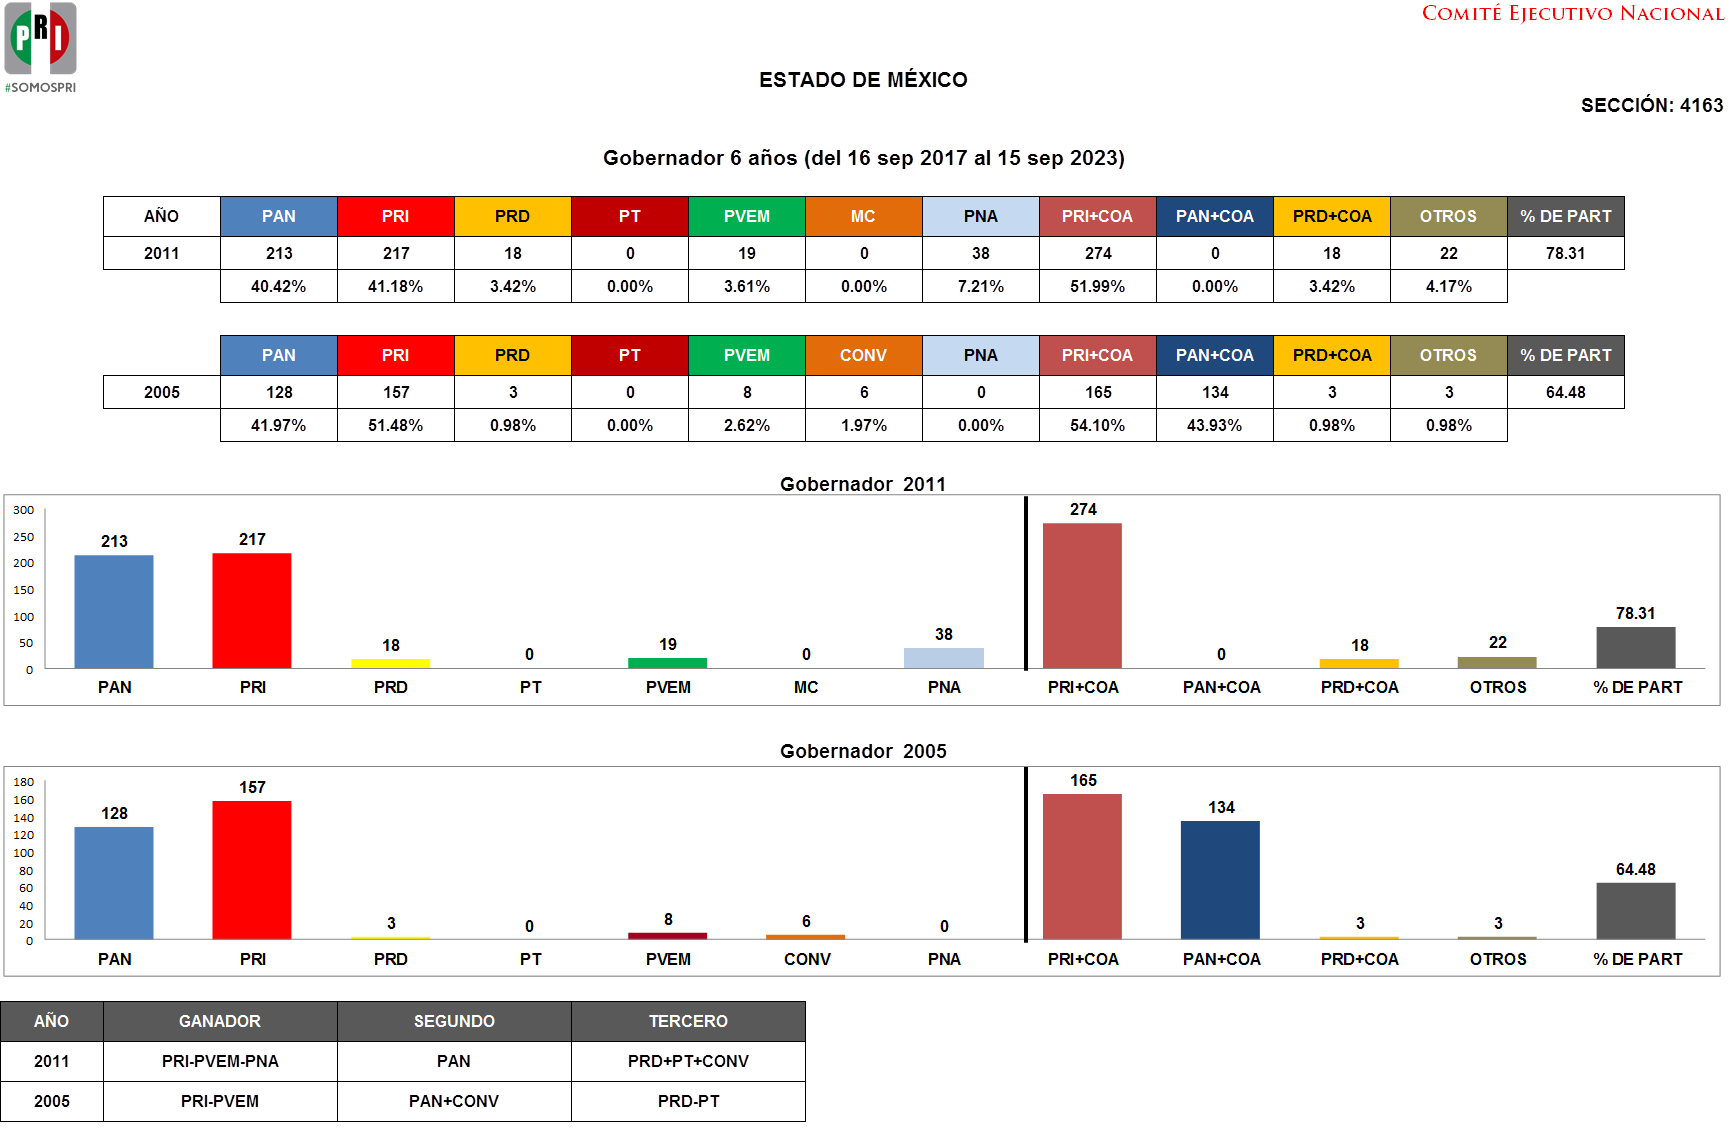 PRI
#SOMOSPRI
COMITÉ EJECUTIVO NACIONAL
ESTADO DE MÉXICO
SECCIÓN: 4163
Gobernador 6 años (del 16 sep 2017 al 15 sep 2023)
AÑO PAN PRI PRD PT PVEM MC PNA PRI+COA PAN+COA PRD+COA OTROS % DE PART
2011 213 217 18 0 19 0 38 274 0 18 22 78.31
40.42% 41.18% 3.42% 0.00% 3.61% 0.00% 7.21% 51.99% 0.00% 3.42% 4.17%
PAN PRI PRD PT PVEM CONV PNA PRI+COA PAN+COA PRD+COA OTROS % DE PART
2005 128 157 3 0 8 6 0 165 134 3 3 64.48
41.97% 51.48% 0.98% 0.00% 2.62% 1.97% 0.00% 54.10% 43.93% 0.98% 0.98%
Gobernador 2011
300
250
200
150
100
50
0
213 217 18 0 19 0 38 274 0 18 22 78.31
PAN PRI PRD PT PVEM MC PNA PRI+COA PAN+COA PRD+COA OTROS % DE PART
Gobernador 2005
180
160
140
120
100
80
60
40
20
0
128 157 3 0 8 6 0 165 134 3 3 64.48
PAN PRI PRD PT PVEM CONV PNA PRI+COA PAN+COA PRD+COA OTROS % DE PART
AÑO GANADOR SEGUNDO TERCERO
2011 PRI-PVEM-PNA PAN PRD+PT+CONV
2005 PRI-PVEM PAN+CONV PRD-PT